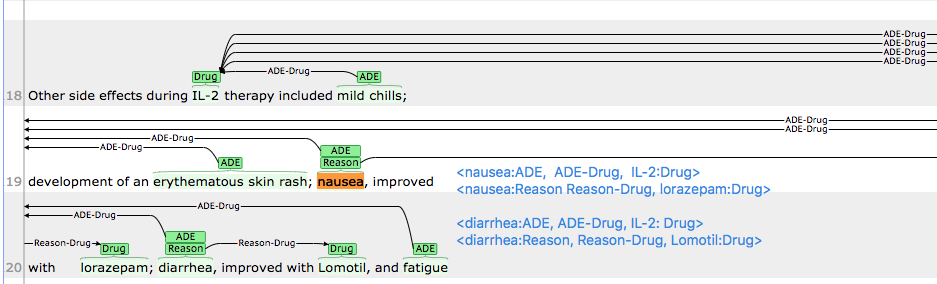 ADE-Drug
ADE-Drug
ADE-Drug
ADE-Drug
Drug ADE-Drug ADE
18 Other side effects during IL-2 therapy included mild chills;
ADE-Drug
ADE-Drug
ADE-Drug
ADE-Drug ADE
ADE Reason
19 development of an erythematous skin rash; nausea, improved
<nausea:ADE, ADE-Drug, IL-2:Drug>
<nausea:Reason Reason-Drug, lorazepam:Drug>
ADE-Drug
ADE-Drug ADE
Reason-Drug Drug Reason Reason-Drug Drug ADE
20 with lorazepam; diarrhea, improved with Lomotil, and fatigue
<diarrhea:ADE, ADE-Drug, IL-2: Drug>
<diarrhea:Reason, Reason-Drug, Lomotil:Drug>